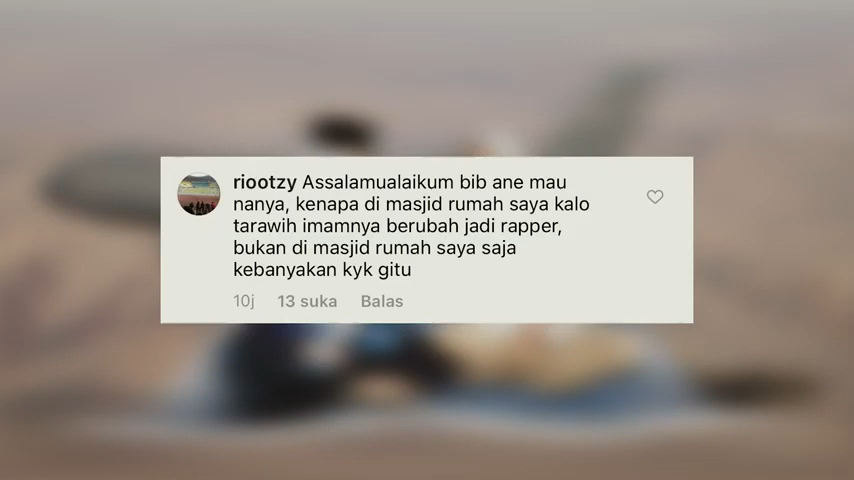 riootzy Assalamualaikum bib ane mau
nanya, kenapa di masjid rumah saya kalo
tarawih imamnya berubah jadi rapper,
bukan di masjid rumah saya saja
kebanyakan kyk gitu
10j 13 suka Balas